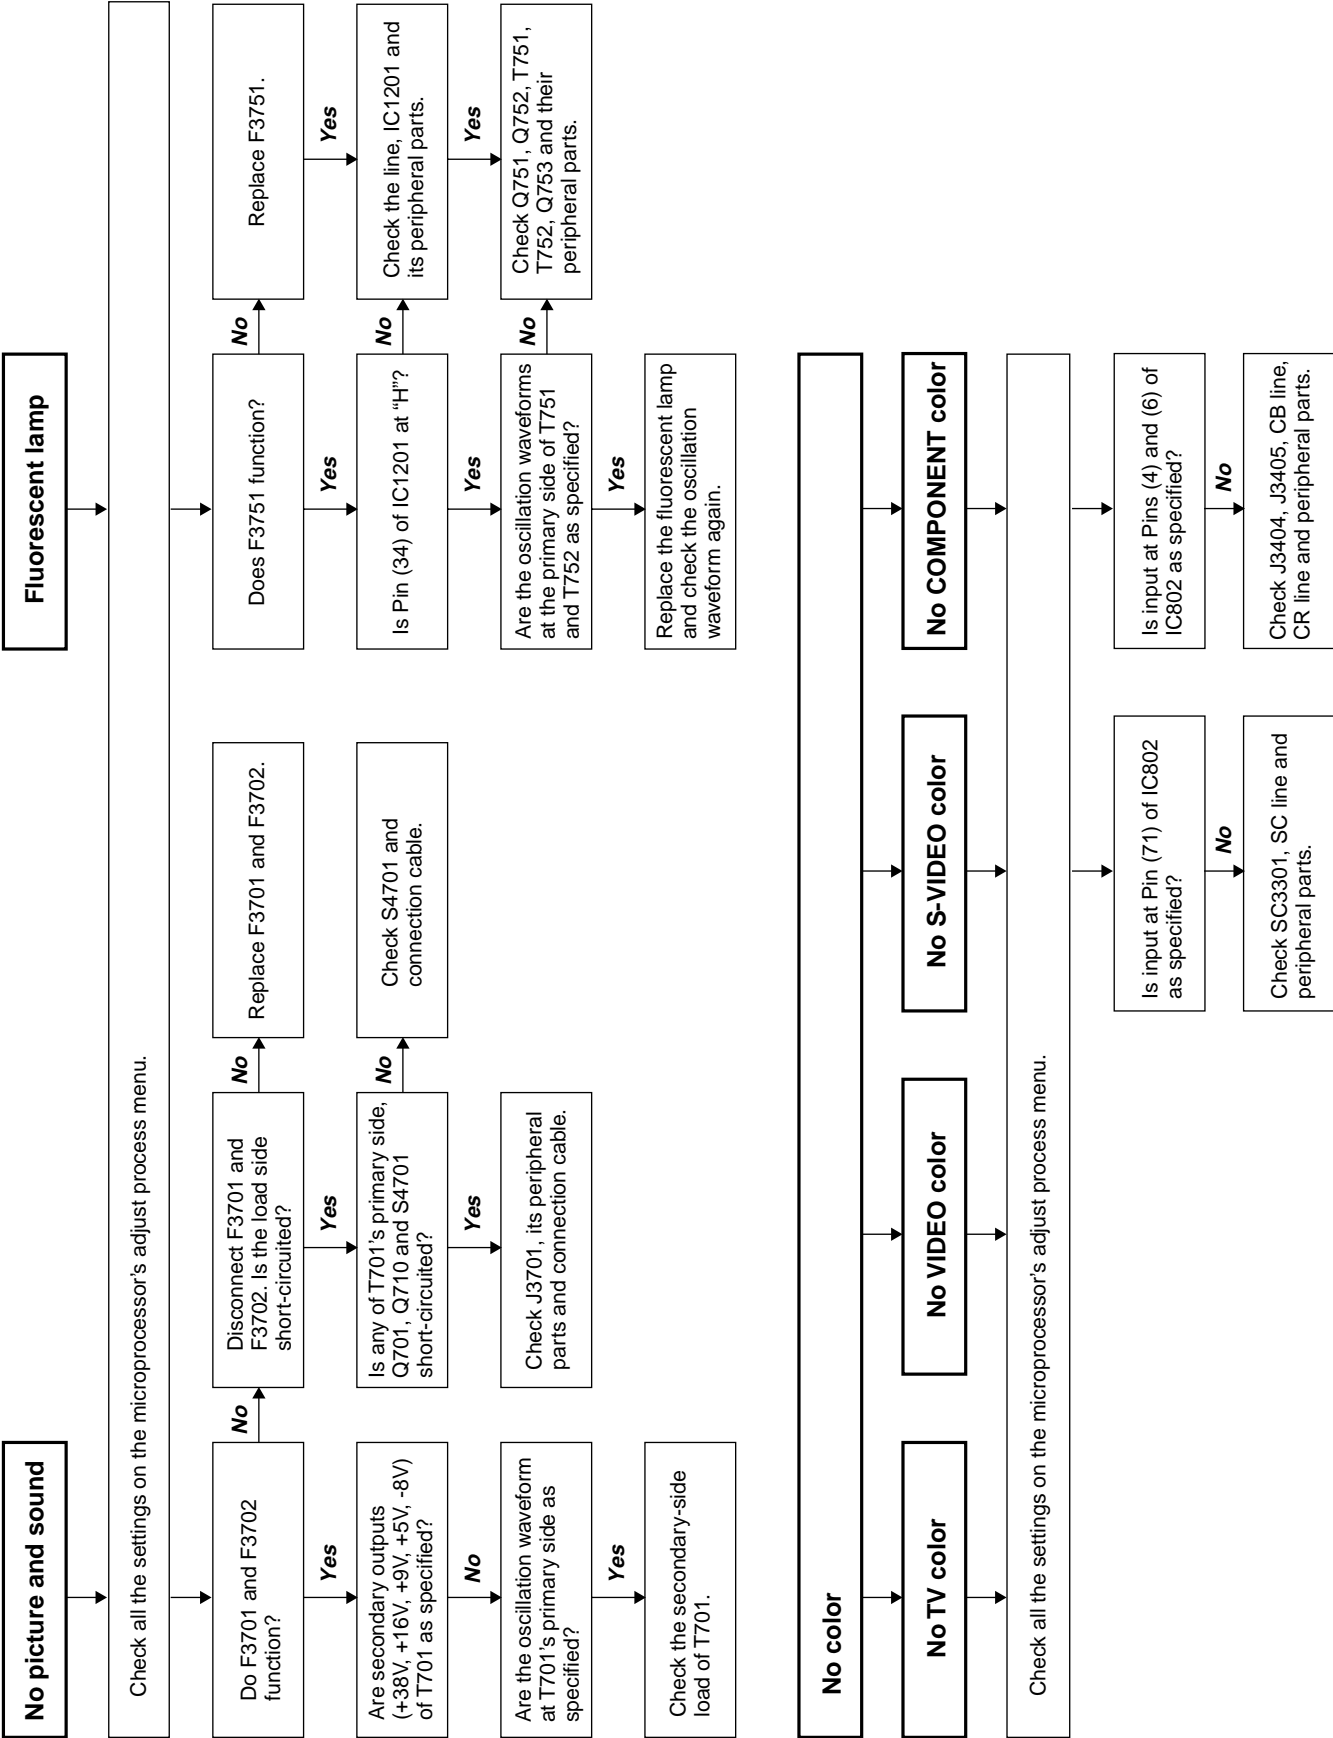 No picture and sound
Fluorescent lamp
Check all the settings on the microprocessor's adjust process menu.
Do F3701 and F3702
function?
No
Disconnect F3701 and
F3702. Is the load side
short-circuited?
No
Replace F3701 and F3702.
Does F3751 function?
No
Replace F3751.
Yes
Yes
Yes
Yes
Are secondary outputs
(+38V, +16V, +9V, +5V, -8V)
of T701 as specified?
Is any of T701's primary side,
Q701, Q710 and S4701
short-circuited?
No
Check S4701 and
connection cable.
Is Pin (34) of IC1201 at “H”?
No
Check the line, IC1201 and
its peripheral parts.
No
Yes
Yes
Yes
Are the oscillation waveform
at T701's primary side as
specified?
Check J3701, its peripheral
parts and connection cable.
Are the oscillation waveforms
at the primary side of T751
and T752 as specified?
No
Check Q751, Q752, T751,
T752, Q753 and their
peripheral parts.
Yes
Yes
Check the secondary-side
load of T701.
Replace the fluorescent lamp
and check the oscillation
waveform again.
No color
No TV color
No VIDEO color
No S-VIDEO color
No COMPONENT color
Check all the settings on the microprocessor's adjust process menu.
Is input at Pin (71) of IC802
as specified?
Is input at Pins (4) and (6) of
IC802 as specified?
No
No
Check SC3301, SC line and
peripheral parts.
Check J3404, J3405, CB line,
CR line and peripheral parts.